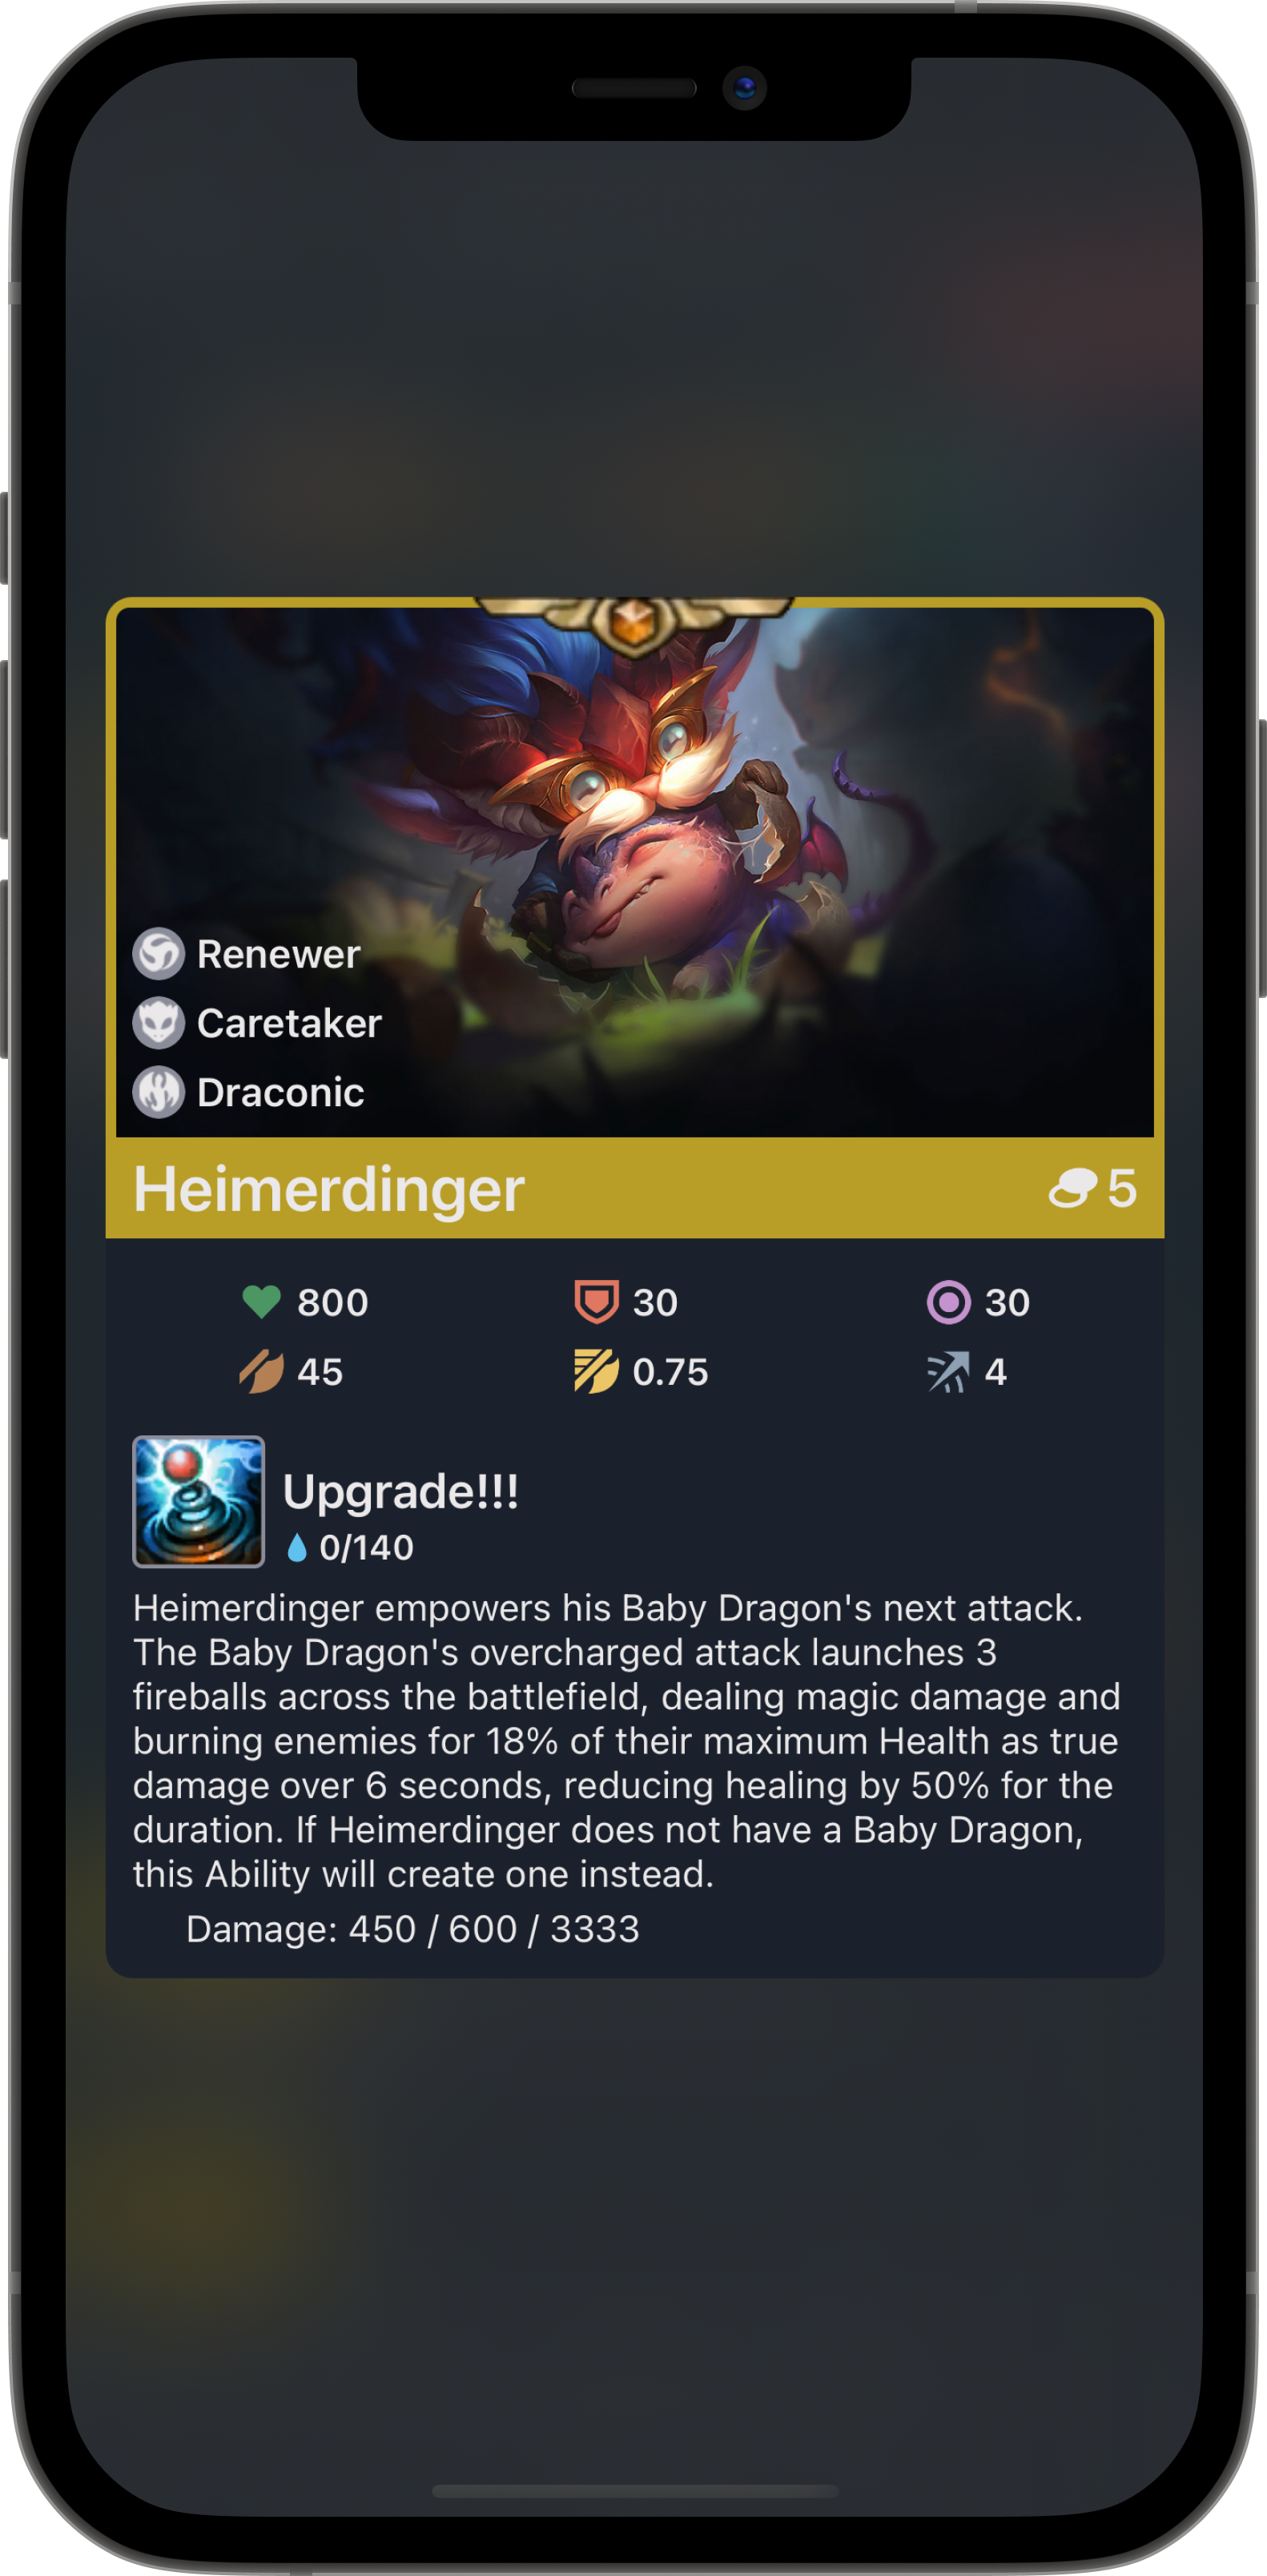 Renewer
Caretaker
Draconic
Heimerdinger 5
800 30 30
45 0.75 4
Upgrade!!!
0/140
Heimerdinger empowers his Baby Dragon's next attack.
The Baby Dragon's overcharged attack launches 3
fireballs across the battlefield, dealing magic damage and
burning enemies for 18% of their maximum Health as true
damage over 6 seconds, reducing healing by 50% for the
duration. If Heimerdinger does not have a Baby Dragon,
this Ability will create one instead.
Damage: 450 / 600 / 3333